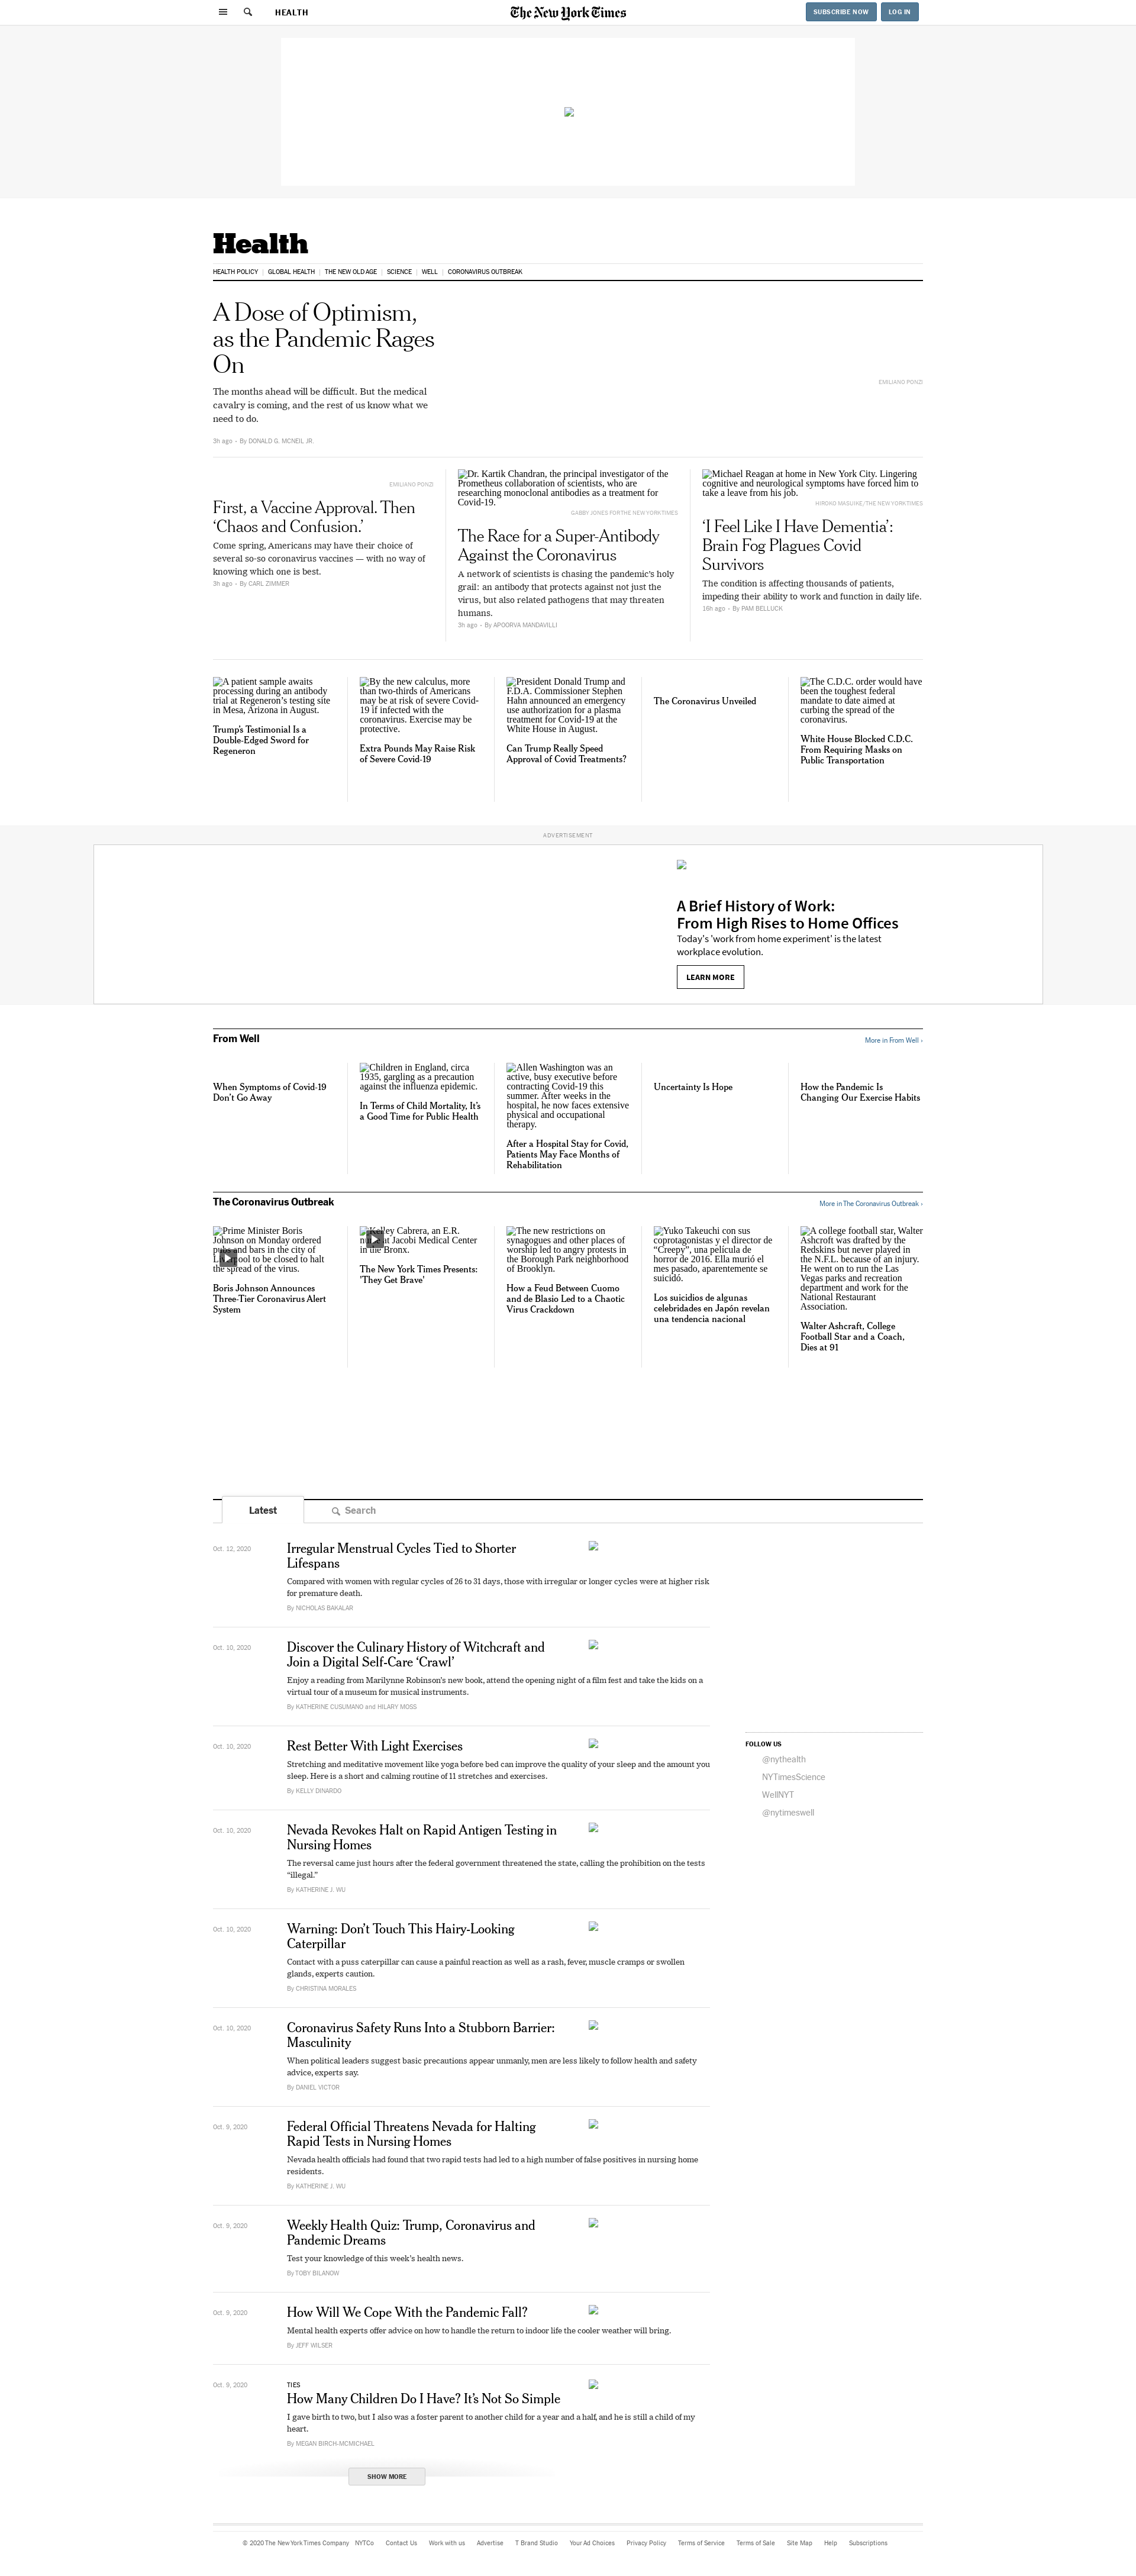 HEALTH
The New York Times
SUBSCRIBE NOW
LOG IN
Health
HEALTH POLICY | GLOBAL HEALTH | THE NEW OLD AGE | SCIENCE | WELL | CORONAVIRUS OUTBREAK
A Dose of Optimism,
as the Pandemic Rages
On
The months ahead will be difficult. But the medical
cavalry is coming, and the rest of us know what we
need to do.
3h ago - By DONALD G. MCNEIL JR.
EMILIANO PONZI
EMILIANO PONZI
First, a Vaccine Approval. Then
‘Chaos and Confusion.’
Come spring, Americans may have their choice of
several so-so coronavirus vaccines — with no way of
knowing which one is best.
3h ago - By CARL ZIMMER
Dr. Kartik Chandran, the principal investigator of the
Prometheus collaboration of scientists, who are
researching monoclonal antibodies as a treatment for
Covid-19.
GABBY JONES FOR THE NEW YORK TIMES
The Race for a Super-Antibody
Against the Coronavirus
A network of scientists is chasing the pandemic’s holy
grail: an antibody that protects against not just the
virus, but also related pathogens that may threaten
humans.
3h ago - By APOORVA MANDAVILLI
Michael Reagan at home in New York City. Lingering
cognitive and neurological symptoms have forced him to
take a leave from his job.
HIROKO MASUIKE/THE NEW YORK TIMES
‘I Feel Like I Have Dementia’:
Brain Fog Plagues Covid
Survivors
The condition is affecting thousands of patients,
impeding their ability to work and function in daily life.
16h ago - By PAM BELLUCK
A patient sample awaits
processing during an antibody
trial at Regeneron’s testing site
in Mesa, Arizona in August.
Trump’s Testimonial Is a
Double-Edged Sword for
Regeneron
By the new calculus, more
than two-thirds of Americans
may be at risk of severe Covid-
19 if infected with the
coronavirus. Exercise may be
protective.
Extra Pounds May Raise Risk
of Severe Covid-19
President Donald Trump and
F.D.A. Commissioner Stephen
Hahn announced an emergency
use authorization for a plasma
treatment for Covid-19 at the
White House in August.
Can Trump Really Speed
Approval of Covid Treatments?
The Coronavirus Unveiled
The C.D.C. order would have
been the toughest federal
mandate to date aimed at
curbing the spread of the
coronavirus.
White House Blocked C.D.C.
From Requiring Masks on
Public Transportation
ADVERTISEMENT
A Brief History of Work:
From High Rises to Home Offices
Today's 'work from home experiment' is the latest
workplace evolution.
LEARN MORE
From Well
More in From Well ›
When Symptoms of Covid-19
Don’t Go Away
Children in England, circa
1935, gargling as a precaution
against the influenza epidemic.
In Terms of Child Mortality, It’s
a Good Time for Public Health
Allen Washington was an
active, busy executive before
contracting Covid-19 this
summer. After weeks in the
hospital, he now faces extensive
physical and occupational
therapy.
After a Hospital Stay for Covid,
Patients May Face Months of
Rehabilitation
Uncertainty Is Hope
How the Pandemic Is
Changing Our Exercise Habits
The Coronavirus Outbreak
More in The Coronavirus Outbreak ›
Prime Minister Boris
Johnson on Monday ordered
and bars in the city of
to be closed to halt
the spread of the virus.
Boris Johnson Announces
Three-Tier Coronavirus Alert
System
Kelley Cabrera, an E.R.
at Jacobi Medical Center
in the Bronx.
The New York Times Presents:
'They Get Brave'
The new restrictions on
synagogues and other places of
worship led to angry protests in
the Borough Park neighborhood
of Brooklyn.
How a Feud Between Cuomo
and de Blasio Led to a Chaotic
Virus Crackdown
Yuko Takeuchi con sus
coprotagonistas y el director de
“Creepy”, una película de
horror de 2016. Ella murió el
mes pasado, aparentemente se
suicidó.
Los suicidios de algunas
celebridades en Japón revelan
una tendencia nacional
A college football star, Walter
Ashcroft was drafted by the
Redskins but never played in
the N.F.L. because of an injury.
He went on to run the Las
Vegas parks and recreation
department and work for the
National Restaurant
Association.
Walter Ashcraft, College
Football Star and a Coach,
Dies at 91
Latest
Search
Oct. 12, 2020
Irregular Menstrual Cycles Tied to Shorter
Lifespans
Compared with women with regular cycles of 26 to 31 days, those with irregular or longer cycles were at higher risk
for premature death.
By NICHOLAS BAKALAR
Oct. 10, 2020
Discover the Culinary History of Witchcraft and
Join a Digital Self-Care ‘Crawl’
Enjoy a reading from Marilynne Robinson’s new book, attend the opening night of a film fest and take the kids on a
virtual tour of a museum for musical instruments.
By KATHERINE CUSUMANO and HILARY MOSS
Oct. 10, 2020
Rest Better With Light Exercises
Stretching and meditative movement like yoga before bed can improve the quality of your sleep and the amount you
sleep. Here is a short and calming routine of 11 stretches and exercises.
By KELLY DINARDO
Oct. 10, 2020
Nevada Revokes Halt on Rapid Antigen Testing in
Nursing Homes
The reversal came just hours after the federal government threatened the state, calling the prohibition on the tests
“illegal.”
By KATHERINE J. WU
Oct. 10, 2020
Warning: Don’t Touch This Hairy-Looking
Caterpillar
Contact with a puss caterpillar can cause a painful reaction as well as a rash, fever, muscle cramps or swollen
glands, experts caution.
By CHRISTINA MORALES
Oct. 10, 2020
Coronavirus Safety Runs Into a Stubborn Barrier:
Masculinity
When political leaders suggest basic precautions appear unmanly, men are less likely to follow health and safety
advice, experts say.
By DANIEL VICTOR
Oct. 9, 2020
Federal Official Threatens Nevada for Halting
Rapid Tests in Nursing Homes
Nevada health officials had found that two rapid tests had led to a high number of false positives in nursing home
residents.
By KATHERINE J. WU
Oct. 9, 2020
Weekly Health Quiz: Trump, Coronavirus and
Pandemic Dreams
Test your knowledge of this week’s health news.
By TOBY BILANOW
Oct. 9, 2020
How Will We Cope With the Pandemic Fall?
Mental health experts offer advice on how to handle the return to indoor life the cooler weather will bring.
By JEFF WILSER
Oct. 9, 2020
TIES
How Many Children Do I Have? It’s Not So Simple
I gave birth to two, but I also was a foster parent to another child for a year and a half, and he is still a child of my
heart.
By MEGAN BIRCH-MCMICHAEL
SHOW MORE
FOLLOW US
@nythealth
NYTimesScience
WellNYT
@nytimeswell
© 2020 The New York Times Company NYTCo Contact Us Work with us Advertise T Brand Studio Your Ad Choices Privacy Policy Terms of Service Terms of Sale Site Map Help Subscriptions